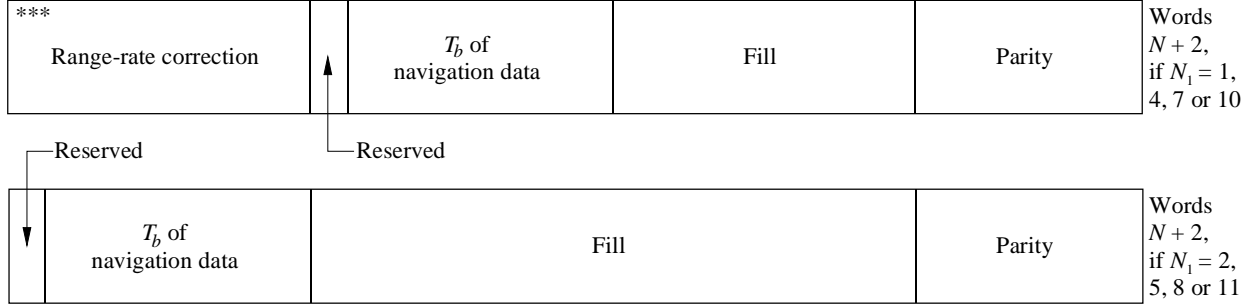 ***
Range-rate correction
T_b of
navigation data
Fill
Parity
Words
N + 2,
if N_1 = 1,
4, 7 or 10
Reserved
Reserved
T_b of
navigation data
Fill
Parity
Words
N + 2,
if N_1 = 2,
5, 8 or 11